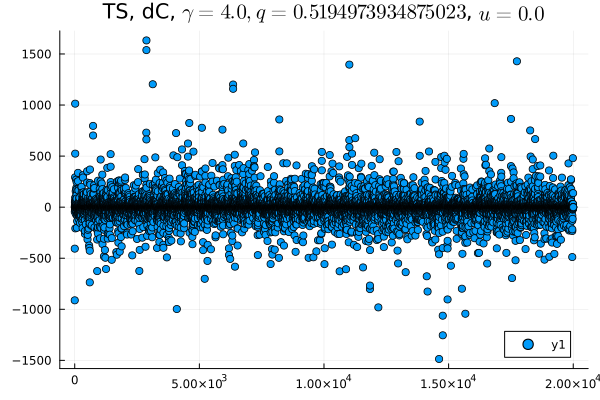 TS, dC, γ = 4.0, q = 0.5194973934875023, u = 0.0
1500
1000
500
0
−500
−1000
−1500
0 5.00×10³ 1.00×10⁴ 1.50×10⁴ 2.00×10⁴
y1